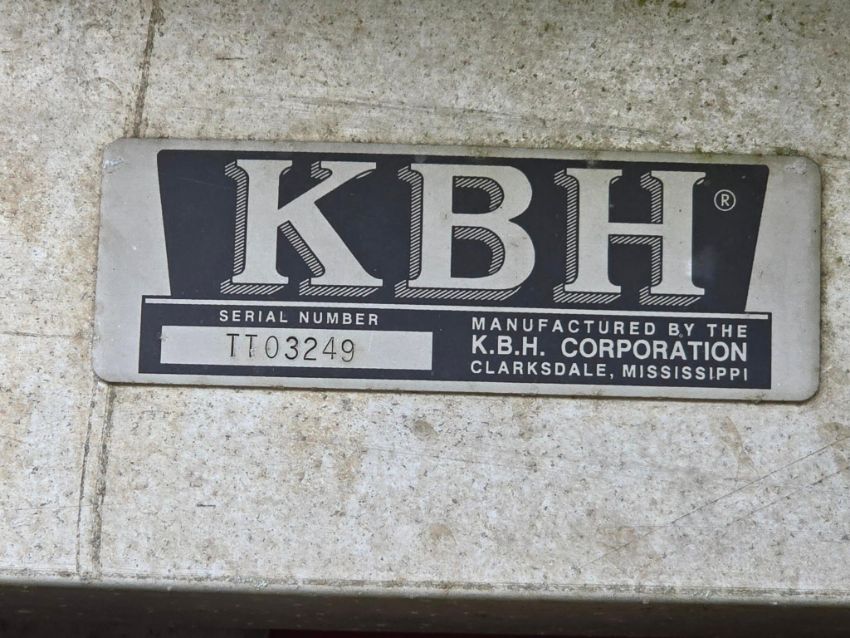 KBH®
SERIAL NUMBER
TT03249
MANUFACTURED BY THE
K.B.H. CORPORATION
CLARKSDALE, MISSISSIPPI